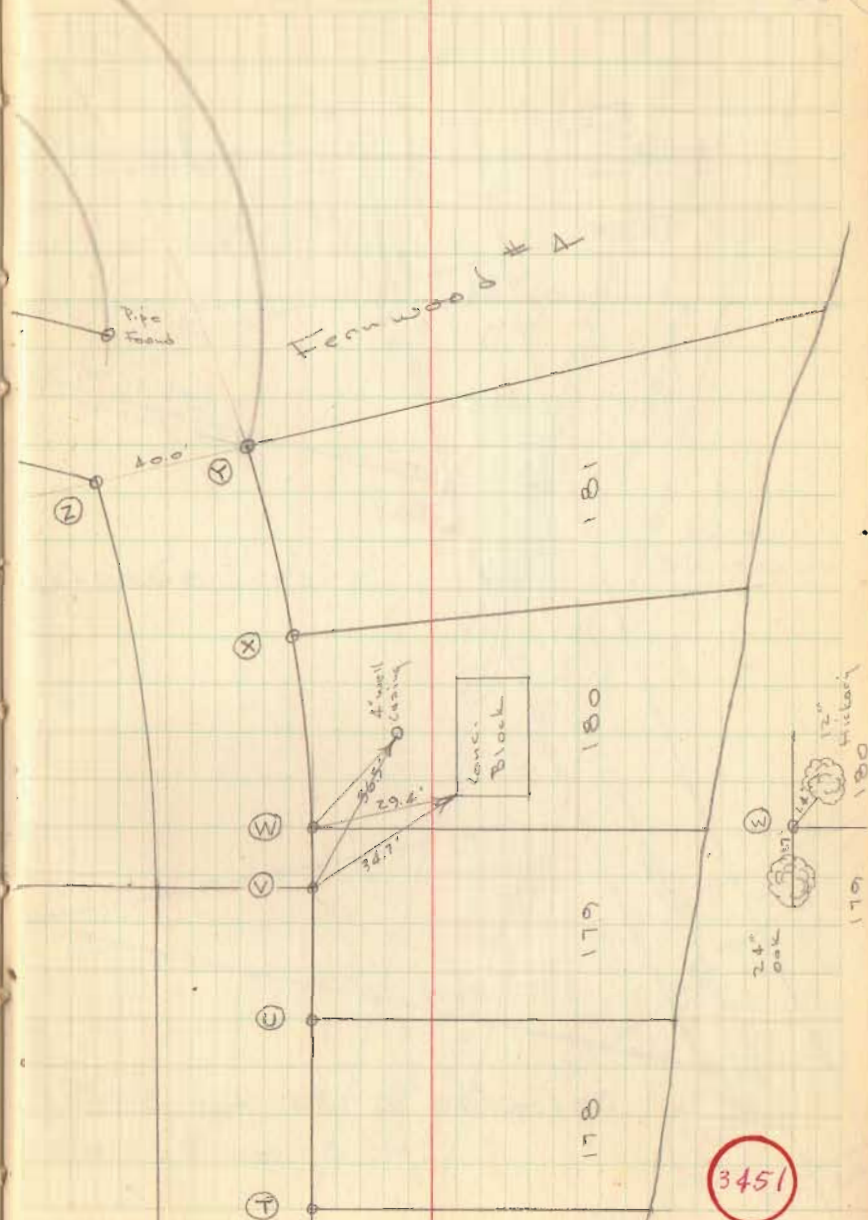 Fernwood # 4
Pipe
Found
40.0'
Z
Y
X
W
V
U
T
4" well
casing
36.5'
29.4'
34.7'
Conc.
Block
181
180
179
178
W
12"
Hickory
24"
Oak
180
179
3451